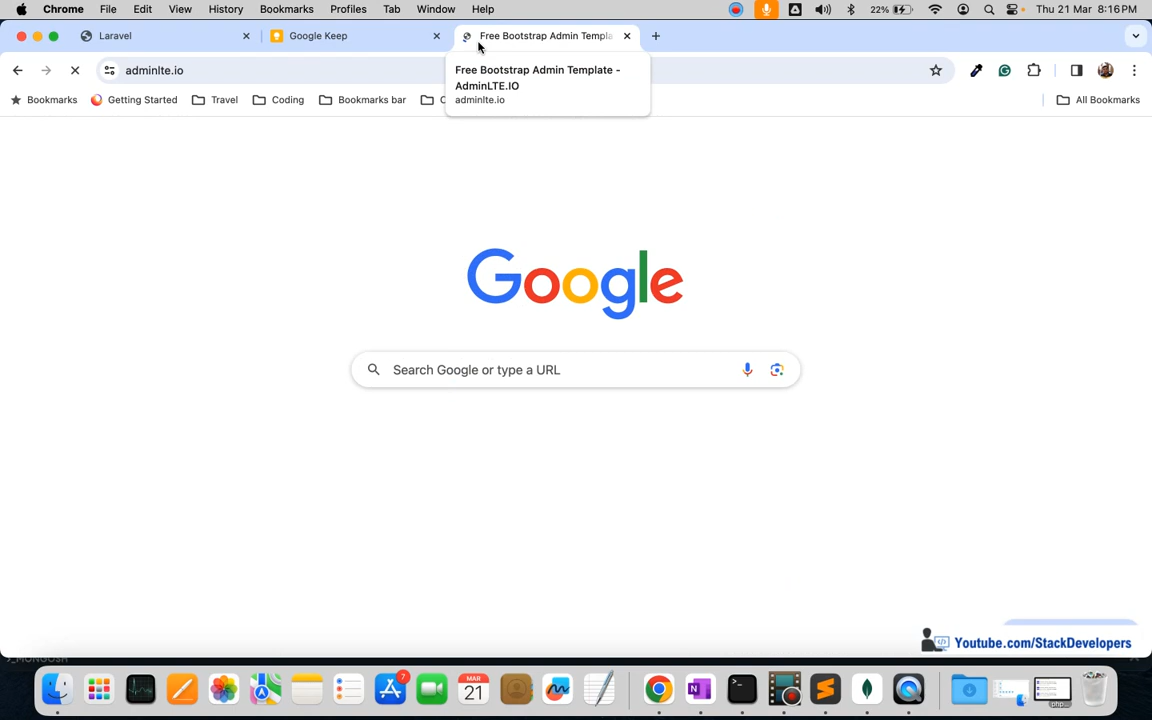 Chrome File Edit View History Bookmarks Profiles Tab Window Help 22% Thu 21 Mar 8:16 PM
Laravel Google Keep Free Bootstrap Admin Templa
adminlte.io
Free Bootstrap Admin Template -
AdminLTE.IO
adminlte.io
Bookmarks Getting Started Travel Coding Bookmarks bar All Bookmarks
Google
Search Google or type a URL
Youtube.com/StackDevelopers
MONGOSH
7
MAR
21